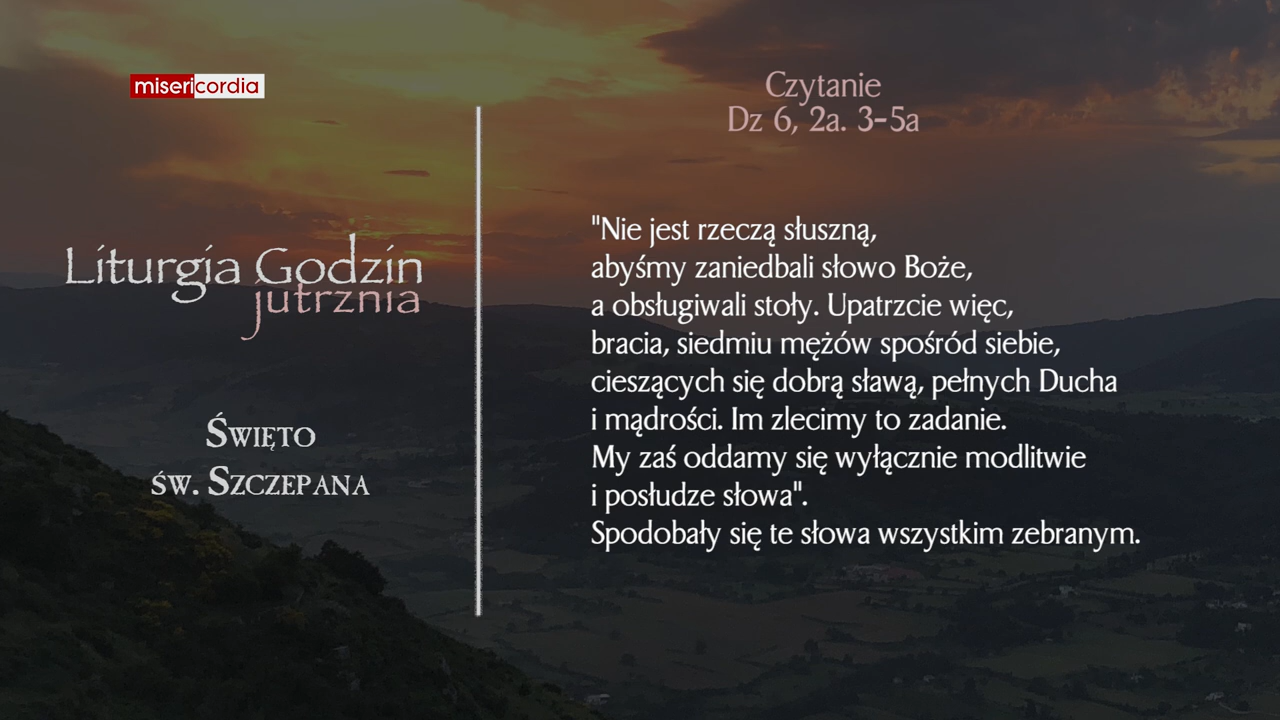 misericordia
Liturgia Godzin
jutrznia
Święto
św. Szczepana
Czytanie
Dz 6, 2a. 3-5a
"Nie jest rzeczą słuszną,
abyśmy zaniedbali słowo Boże,
a obsługiwali stoły. Upatrzcie więc,
bracia, siedmiu mężów spośród siebie,
cieszących się dobrą sławą, pełnych Ducha
i mądrości. Im zlecimy to zadanie.
My zaś oddamy się wyłącznie modlitwie
i posłudze słowa".
Spodobały się te słowa wszystkim zebranym.